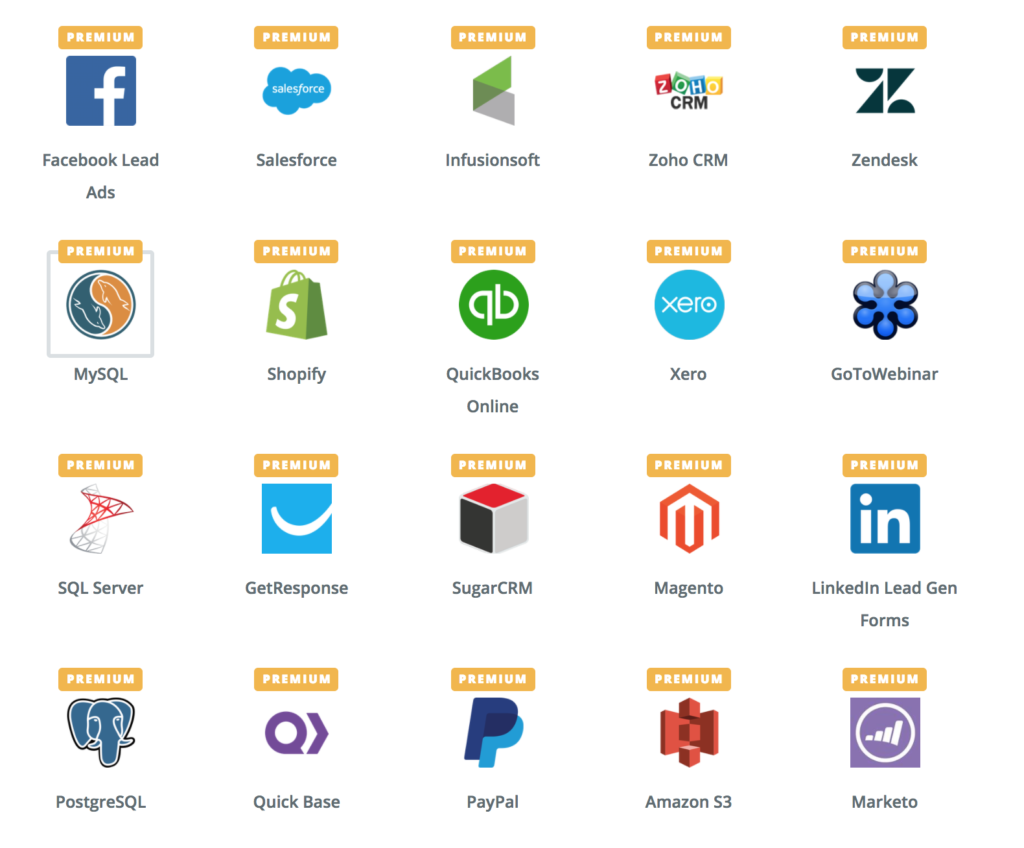 PREMIUM PREMIUM PREMIUM PREMIUM PREMIUM
f salesforce ZOHO CRM
Facebook Lead Ads Salesforce Infusionsoft Zoho CRM Zendesk
PREMIUM PREMIUM PREMIUM PREMIUM PREMIUM
S qb xero
MySQL Shopify QuickBooks Online Xero GoToWebinar
PREMIUM PREMIUM PREMIUM PREMIUM PREMIUM
in
SQL Server GetResponse SugarCRM Magento LinkedIn Lead Gen Forms
PREMIUM PREMIUM PREMIUM PREMIUM PREMIUM
PostgreSQL Quick Base PayPal Amazon S3 Marketo